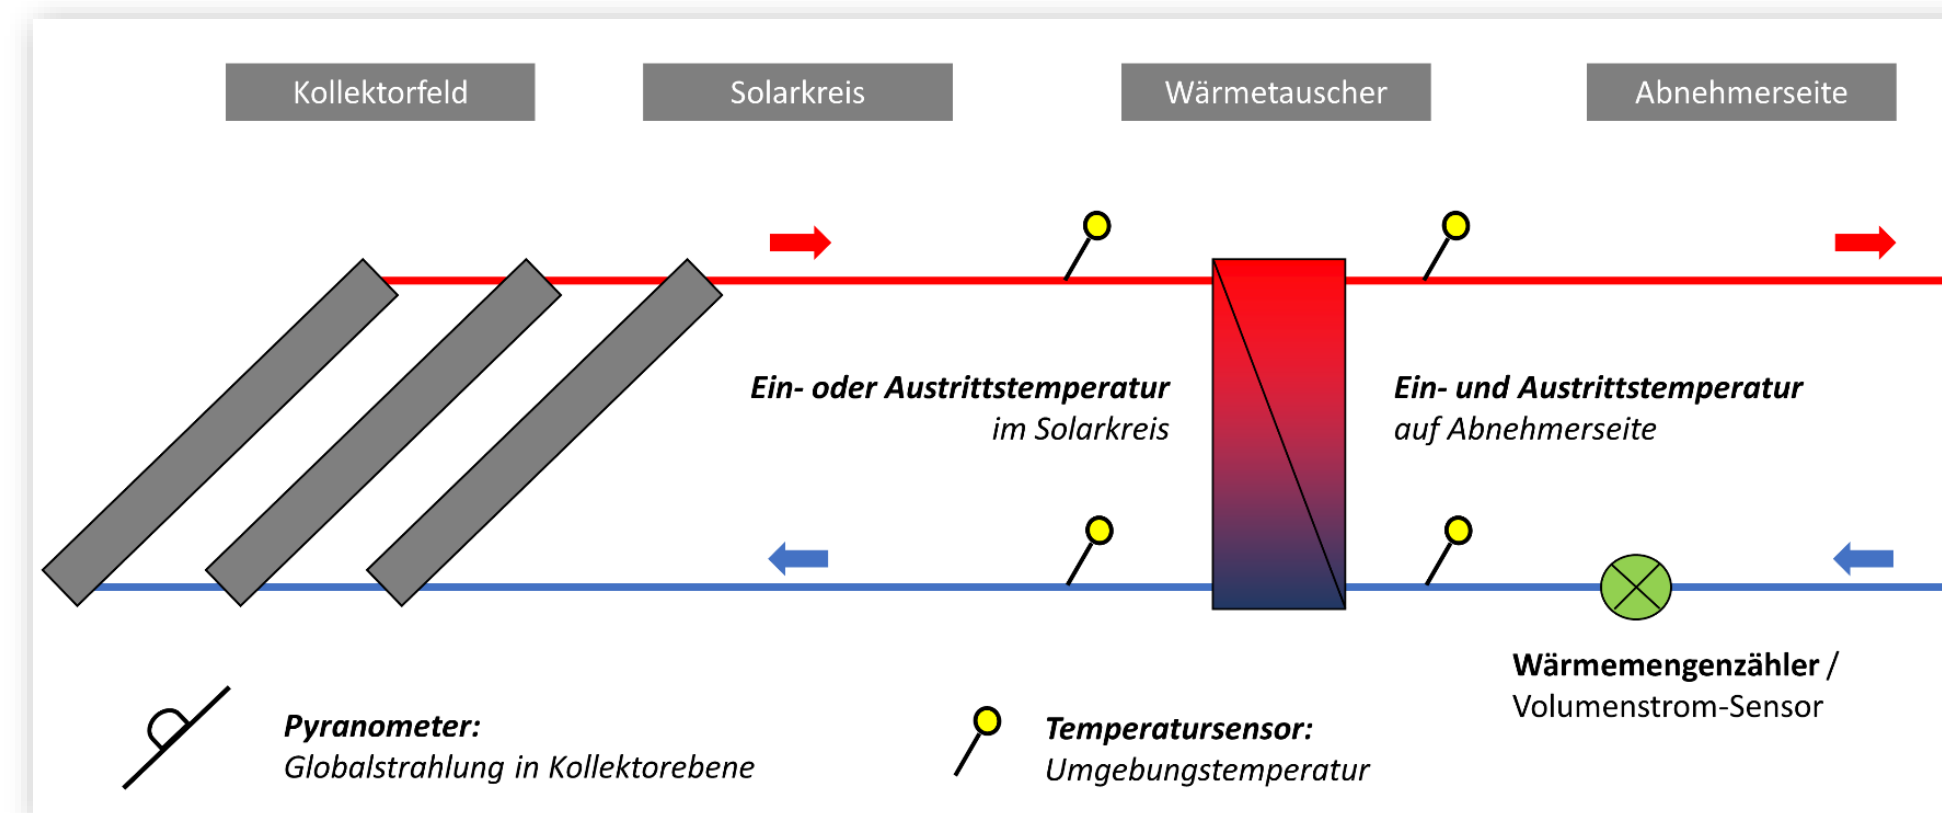 Kollektorfeld
Solarkreis
Wärmetauscher
Abnehmerseite
Ein- oder Austrittstemperatur
im Solarkreis
Ein- und Austrittstemperatur
auf Abnehmerseite
Wärmemengenzähler /
Volumenstrom-Sensor
Pyranometer:
Globalstrahlung in Kollektorebene
Temperatursensor:
Umgebungstemperatur